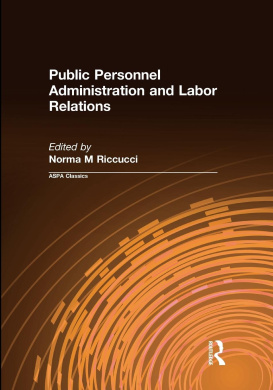 Public Personnel
Administration and Labor
Relations
Edited by
Norma M Riccucci
ASPA Classics
ROUTLEDGE